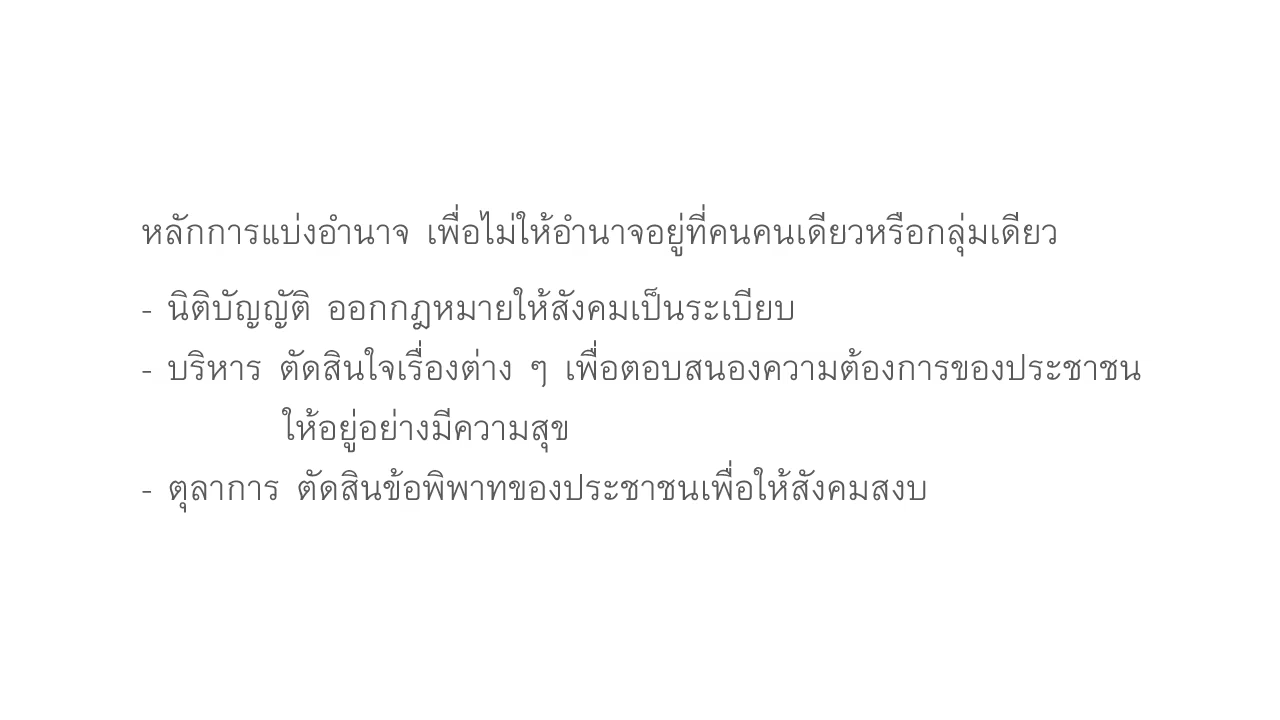 หลักการแบ่งอำนาจ เพื่อไม่ให้อำนาจอยู่ที่คนคนเดียวหรือกลุ่มเดียว
- นิติบัญญัติ ออกกฎหมายให้สังคมเป็นระเบียบ
- บริหาร ตัดสินใจเรื่องต่าง ๆ เพื่อตอบสนองความต้องการของประชาชน
ให้อยู่อย่างมีความสุข
- ตุลาการ ตัดสินข้อพิพาทของประชาชนเพื่อให้สังคมสงบ